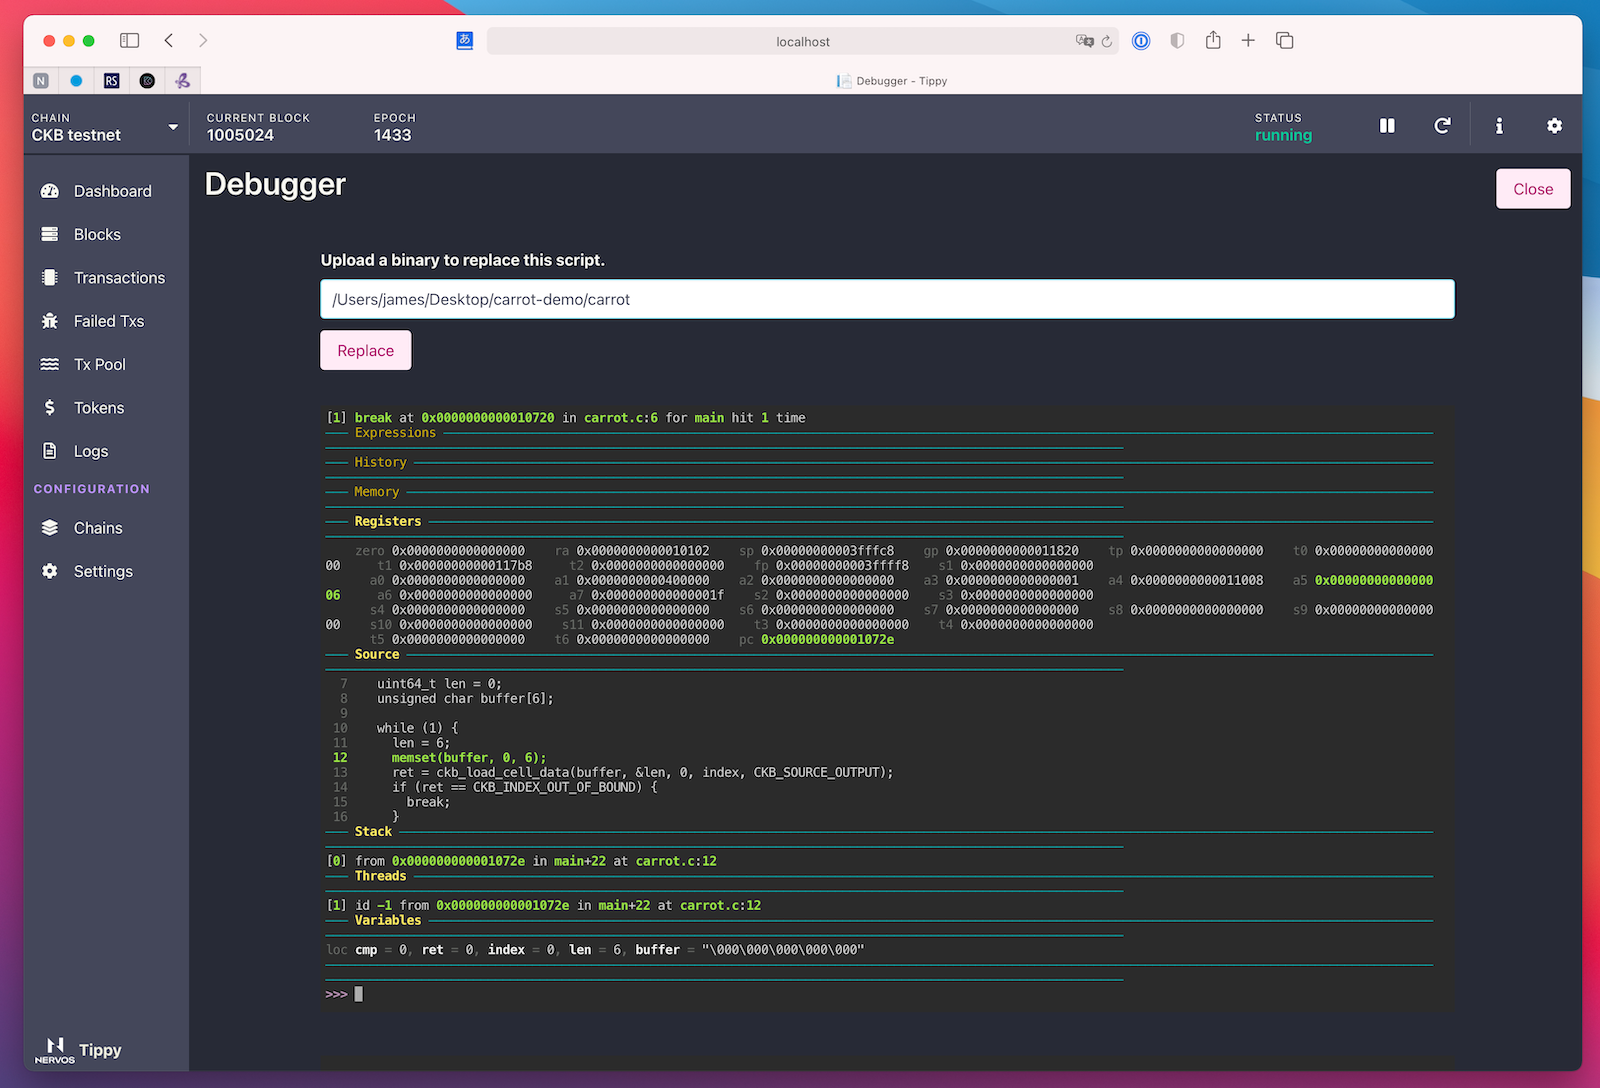 localhost
N
RS
Debugger - Tippy
CHAIN
CKB testnet
CURRENT BLOCK
1005024
EPOCH
1433
STATUS
running
Dashboard
Blocks
Transactions
Failed Txs
Tx Pool
Tokens
Logs
CONFIGURATION
Chains
Settings
NERVOS
Tippy
Debugger
Close
Upload a binary to replace this script.
/Users/james/Desktop/carrot-demo/carrot
Replace
[1] break at 0x0000000000010720 in carrot.c:6 for main hit 1 time
Expressions
History
Memory
Registers
zero 0x0000000000000000 ra 0x0000000000010102 sp 0x00000000003fffc8 gp 0x0000000000011820 tp 0x0000000000000000 t0 0x00000000000000
00 t1 0x00000000000117b8 t2 0x0000000000000000 fp 0x00000000003ffff8 s1 0x0000000000000000
a0 0x0000000000000000 a1 0x0000000000400000 a2 0x0000000000000000 a3 0x0000000000000001 a4 0x0000000000011008 a5 0x00000000000000
06 a6 0x0000000000000000 a7 0x000000000000001f s2 0x0000000000000000 s3 0x0000000000000000
s4 0x0000000000000000 s5 0x0000000000000000 s6 0x0000000000000000 s7 0x0000000000000000 s8 0x0000000000000000 s9 0x00000000000000
00 s10 0x0000000000000000 s11 0x0000000000000000 t3 0x0000000000000000 t4 0x0000000000000000
t5 0x0000000000000000 t6 0x0000000000000000 pc 0x000000000001072e
Source
7 uint64_t len = 0;
8 unsigned char buffer[6];
9
10 while (1) {
11 len = 6;
12 memset(buffer, 0, 6);
13 ret = ckb_load_cell_data(buffer, &len, 0, index, CKB_SOURCE_OUTPUT);
14 if (ret == CKB_INDEX_OUT_OF_BOUND) {
15 break;
16 }
Stack
[0] from 0x000000000001072e in main+22 at carrot.c:12
Threads
[1] id -1 from 0x000000000001072e in main+22 at carrot.c:12
Variables
loc cmp = 0, ret = 0, index = 0, len = 6, buffer = "\000\000\000\000\000"
>>>